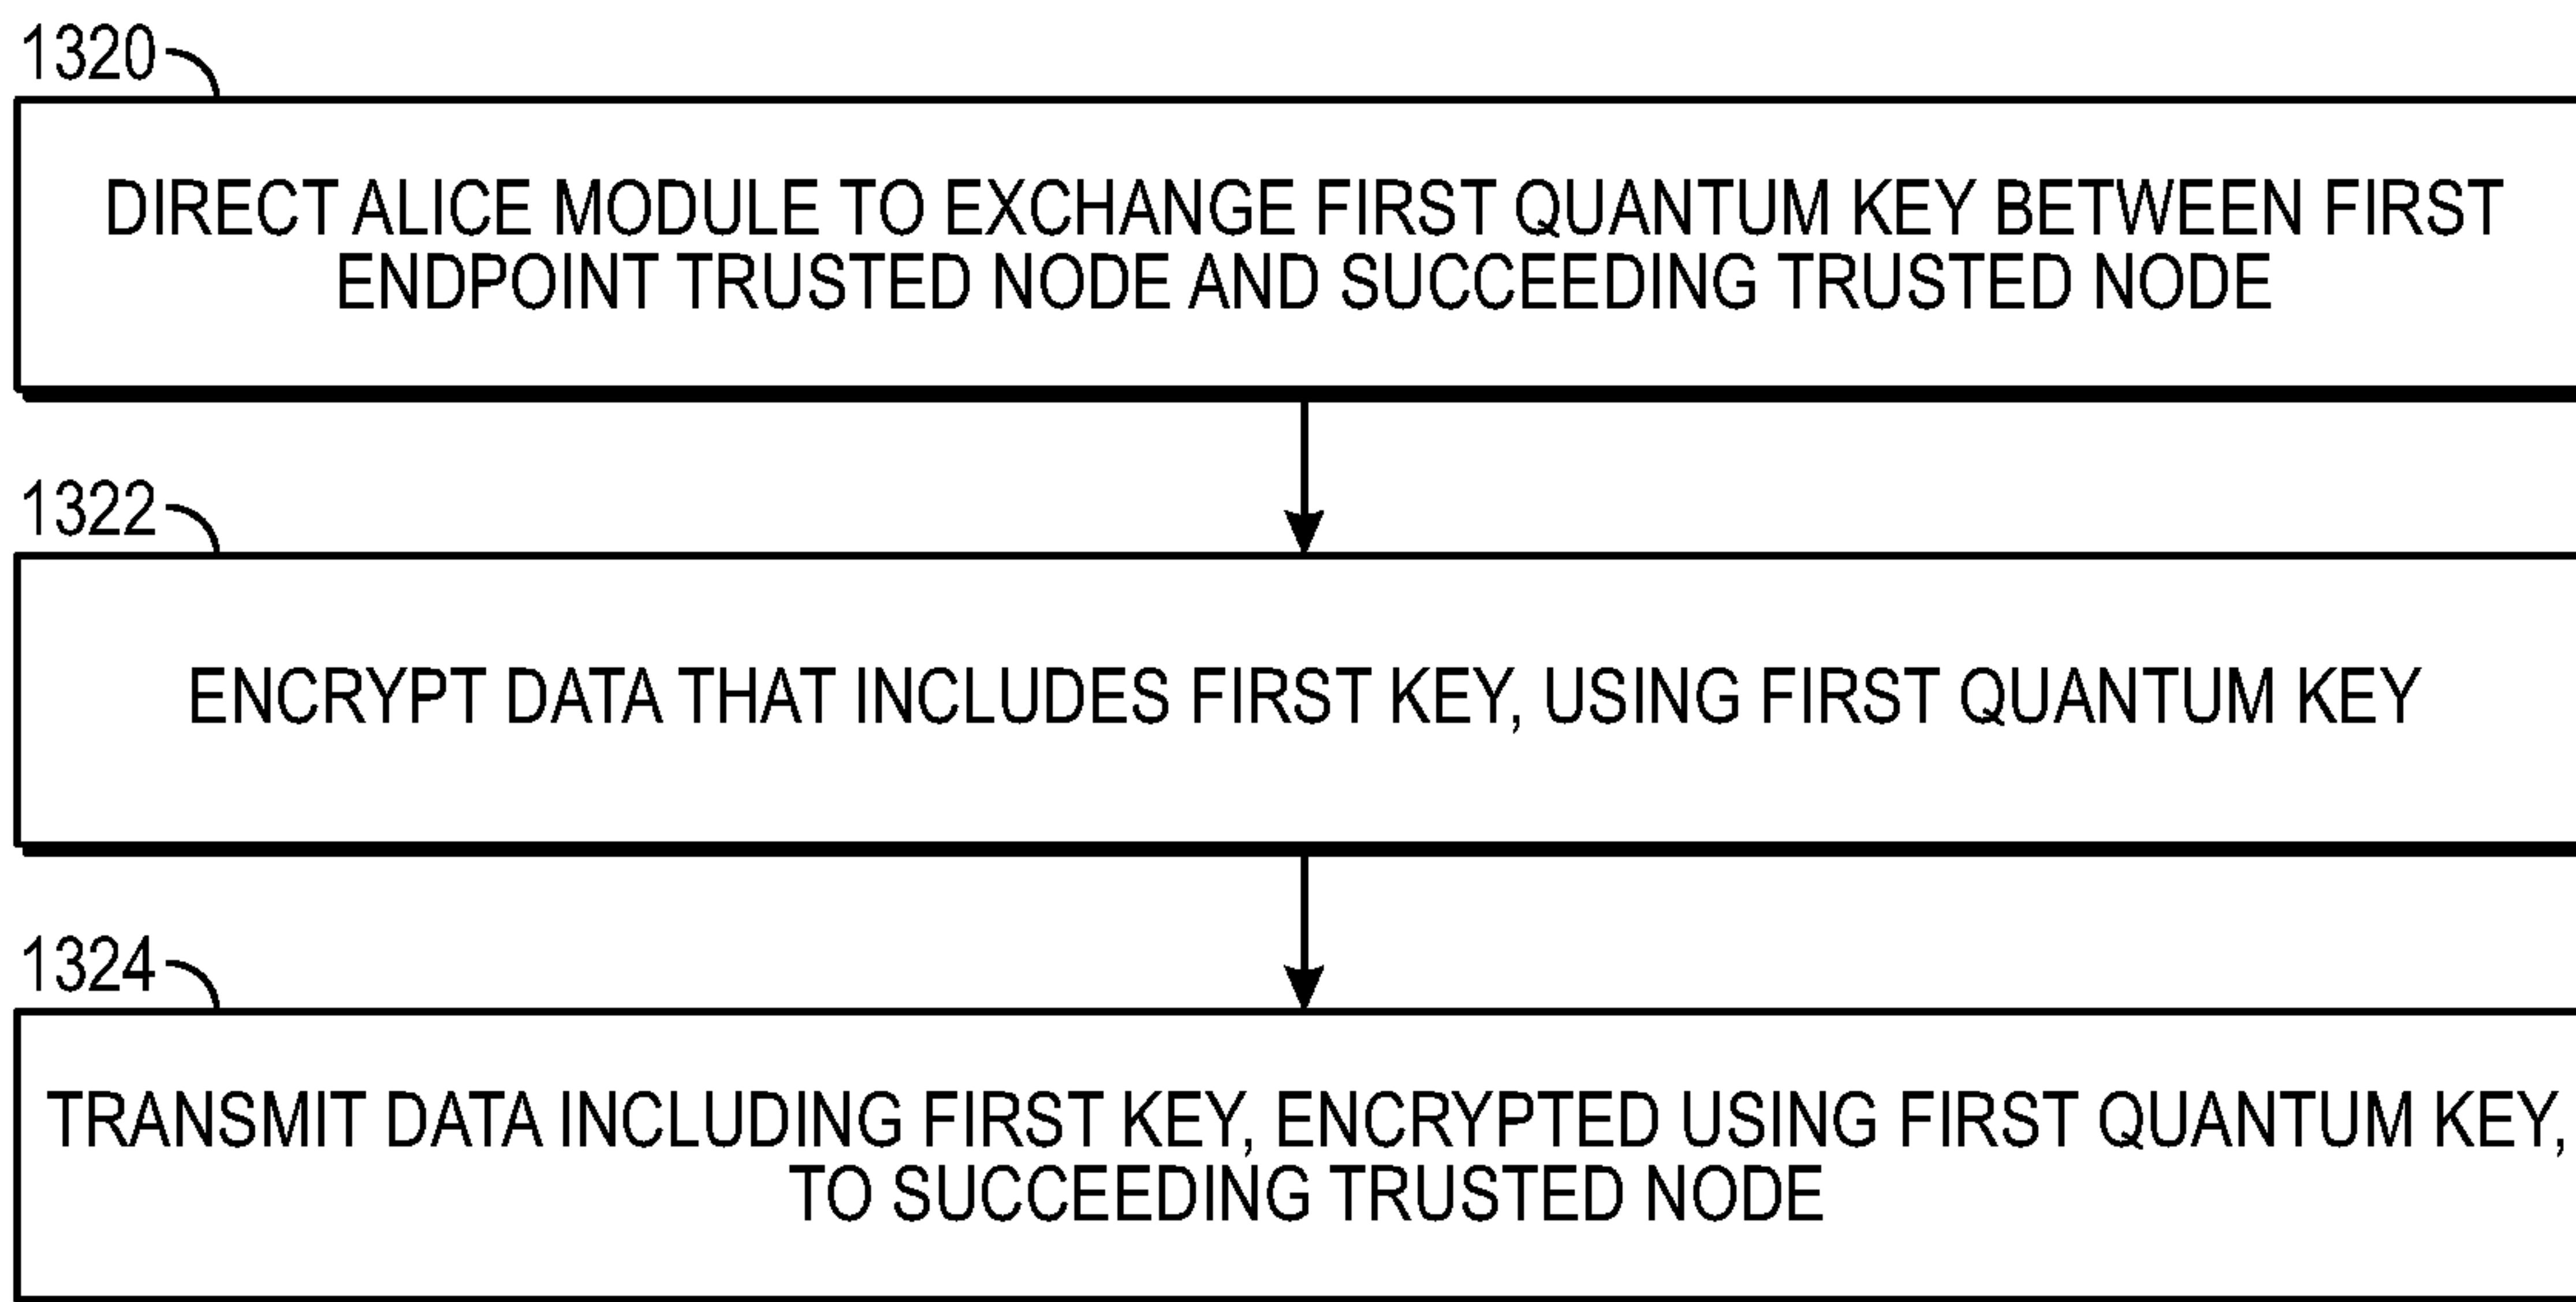 1320
DIRECT ALICE MODULE TO EXCHANGE FIRST QUANTUM KEY BETWEEN FIRST
ENDPOINT TRUSTED NODE AND SUCCEEDING TRUSTED NODE
1322
ENCRYPT DATA THAT INCLUDES FIRST KEY, USING FIRST QUANTUM KEY
1324
TRANSMIT DATA INCLUDING FIRST KEY, ENCRYPTED USING FIRST QUANTUM KEY,
TO SUCCEEDING TRUSTED NODE